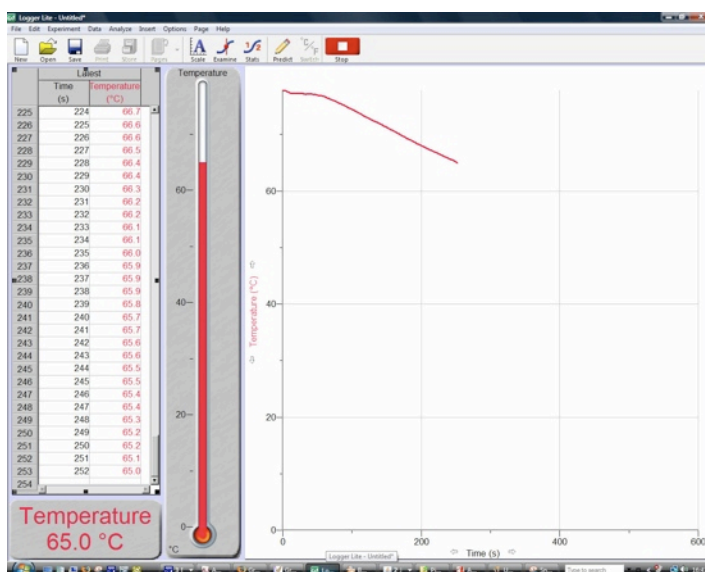 Logger Lite - Untitled*
File Edit Experiment Data Analyze Insert Options Page Help
New Open Save Print Store Pages Scale Examine Stats Predict Switch Stop
Latest
Time Temperature
(s) (°C)
225 224 66.7
226 225 66.6
227 226 66.6
228 227 66.5
229 228 66.4
230 229 66.4
231 230 66.3
232 231 66.2
233 232 66.2
234 233 66.1
235 234 66.1
236 235 66.0
237 236 65.9
238 237 65.9
239 238 65.9
240 239 65.8
241 240 65.7
242 241 65.7
243 242 65.6
244 243 65.6
245 244 65.5
246 245 65.5
247 246 65.4
248 247 65.4
249 248 65.3
250 249 65.2
251 250 65.2
252 251 65.1
253 252 65.0
254
Temperature
65.0 °C
Temperature
60
40
20
0
°C
Temperature (°C)
60
40
20
0
0 200 400 600
Time (s)
Logger Lite - Untitled*
Type to search